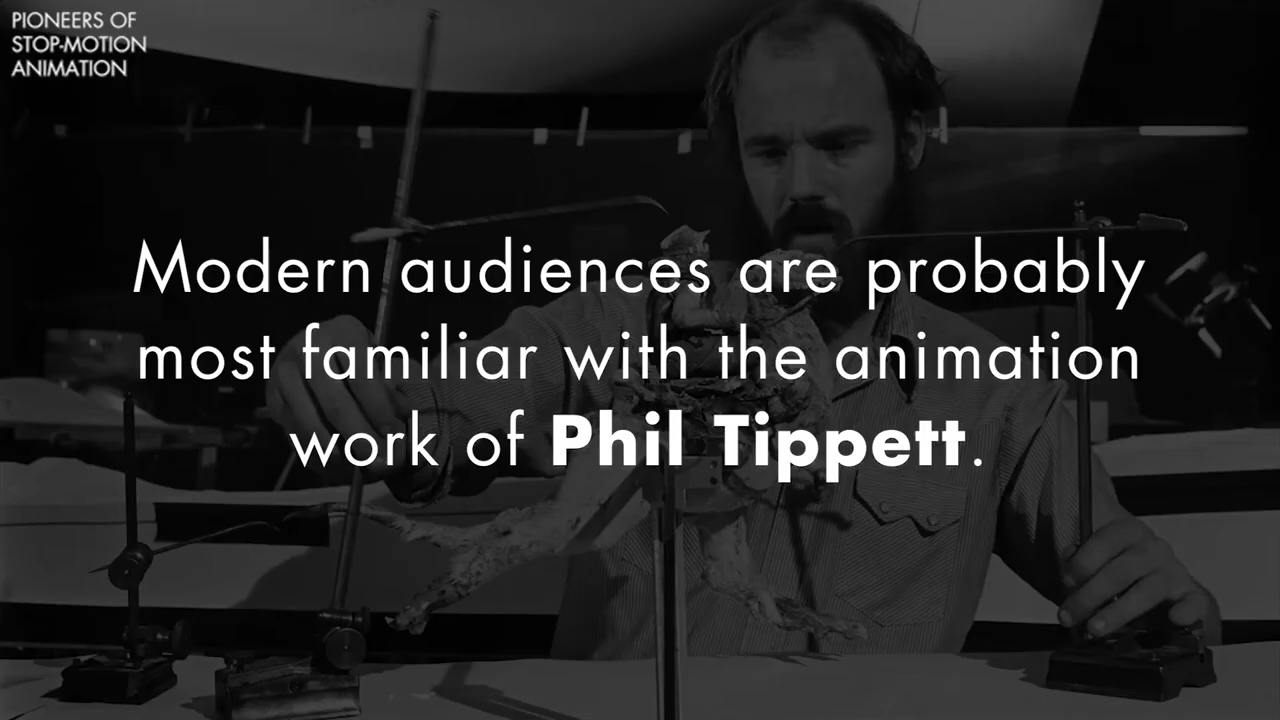 PIONEERS OF
STOP-MOTION
ANIMATION
Modern audiences are probably
most familiar with the animation
work of Phil Tippett.